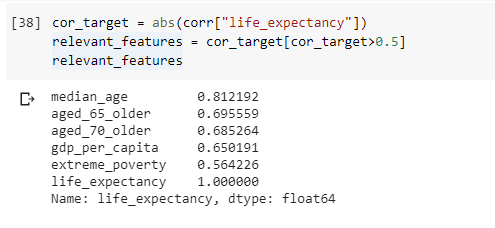 [38] cor_target = abs(corr["life_expectancy"])
relevant_features = cor_target[cor_target>0.5]
relevant_features
median_age 0.812192
aged_65_older 0.695559
aged_70_older 0.685264
gdp_per_capita 0.650191
extreme_poverty 0.564226
life_expectancy 1.000000
Name: life_expectancy, dtype: float64